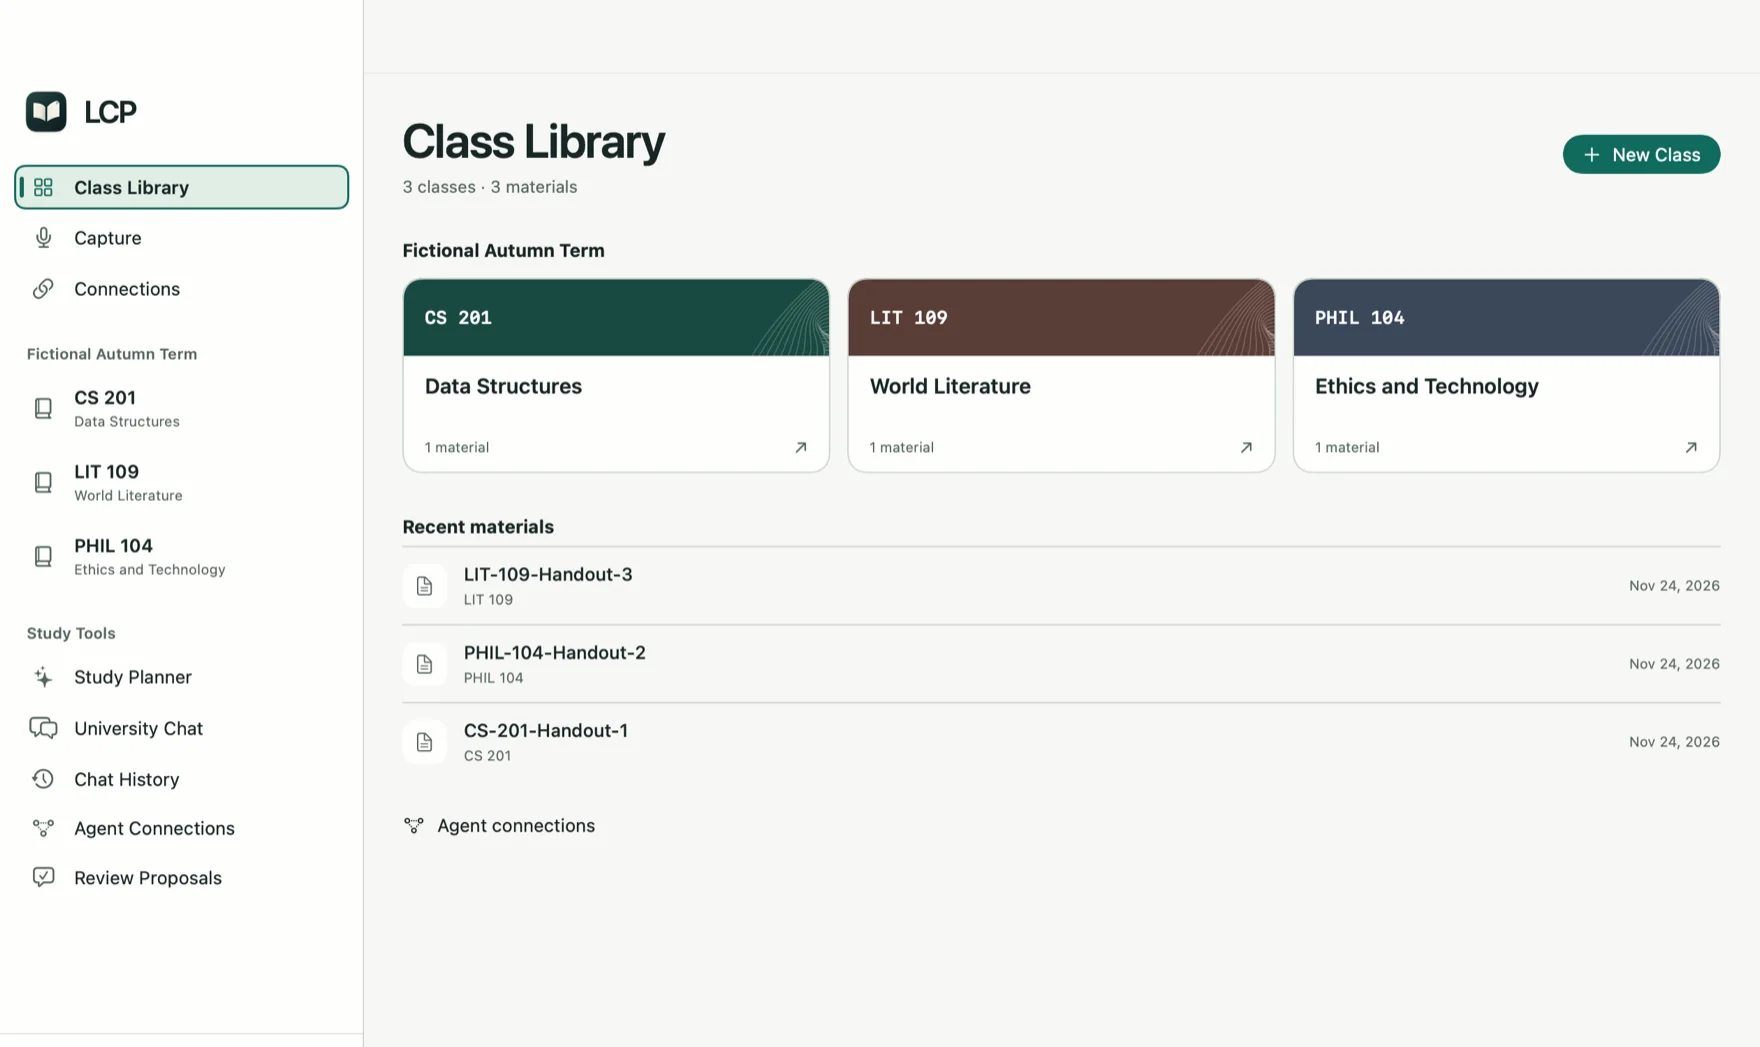 LCP
Class Library
Capture
Connections
Fictional Autumn Term
CS 201
Data Structures
LIT 109
World Literature
PHIL 104
Ethics and Technology
Study Tools
Study Planner
University Chat
Chat History
Agent Connections
Review Proposals
Class Library
3 classes · 3 materials
New Class
Fictional Autumn Term
CS 201
Data Structures
1 material
LIT 109
World Literature
1 material
PHIL 104
Ethics and Technology
1 material
Recent materials
LIT-109-Handout-3
LIT 109
Nov 24, 2026
PHIL-104-Handout-2
PHIL 104
Nov 24, 2026
CS-201-Handout-1
CS 201
Nov 24, 2026
Agent connections